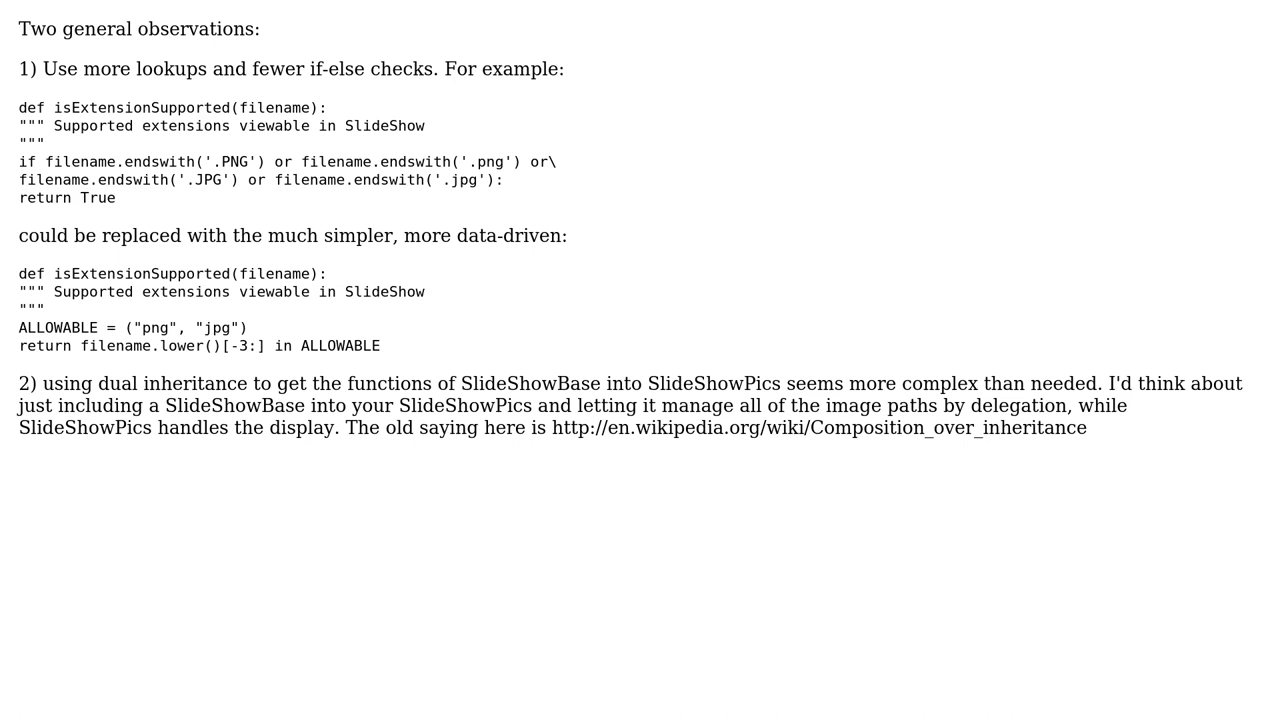 Two general observations:
1) Use more lookups and fewer if-else checks. For example:
def isExtensionSupported(filename):
""" Supported extensions viewable in SlideShow
"""
if filename.endswith('.PNG') or filename.endswith('.png') or\
filename.endswith('.JPG') or filename.endswith('.jpg'):
return True
could be replaced with the much simpler, more data-driven:
def isExtensionSupported(filename):
""" Supported extensions viewable in SlideShow
"""
ALLOWABLE = ("png", "jpg")
return filename.lower()[-3:] in ALLOWABLE
2) using dual inheritance to get the functions of SlideShowBase into SlideShowPics seems more complex than needed. I'd think about
just including a SlideShowBase into your SlideShowPics and letting it manage all of the image paths by delegation, while
SlideShowPics handles the display. The old saying here is http://en.wikipedia.org/wiki/Composition_over_inheritance